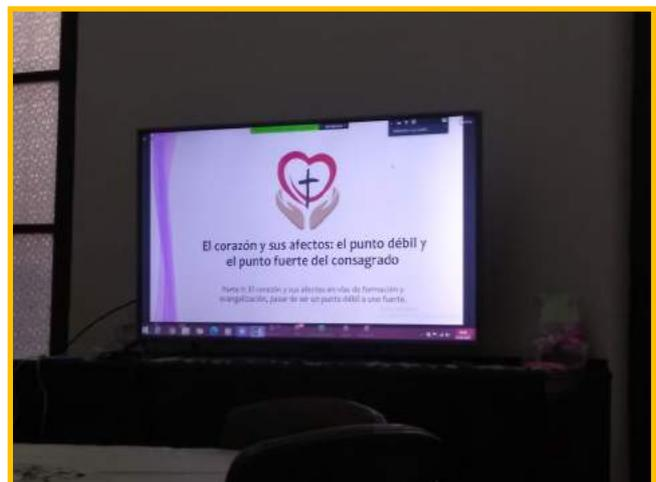 El corazón y sus afectos: el punto débil y
el punto fuerte del consagrado
Parte II: El corazón y sus afectos en vías de formación y
evangelización, pasar de ser un punto débil a uno fuerte.